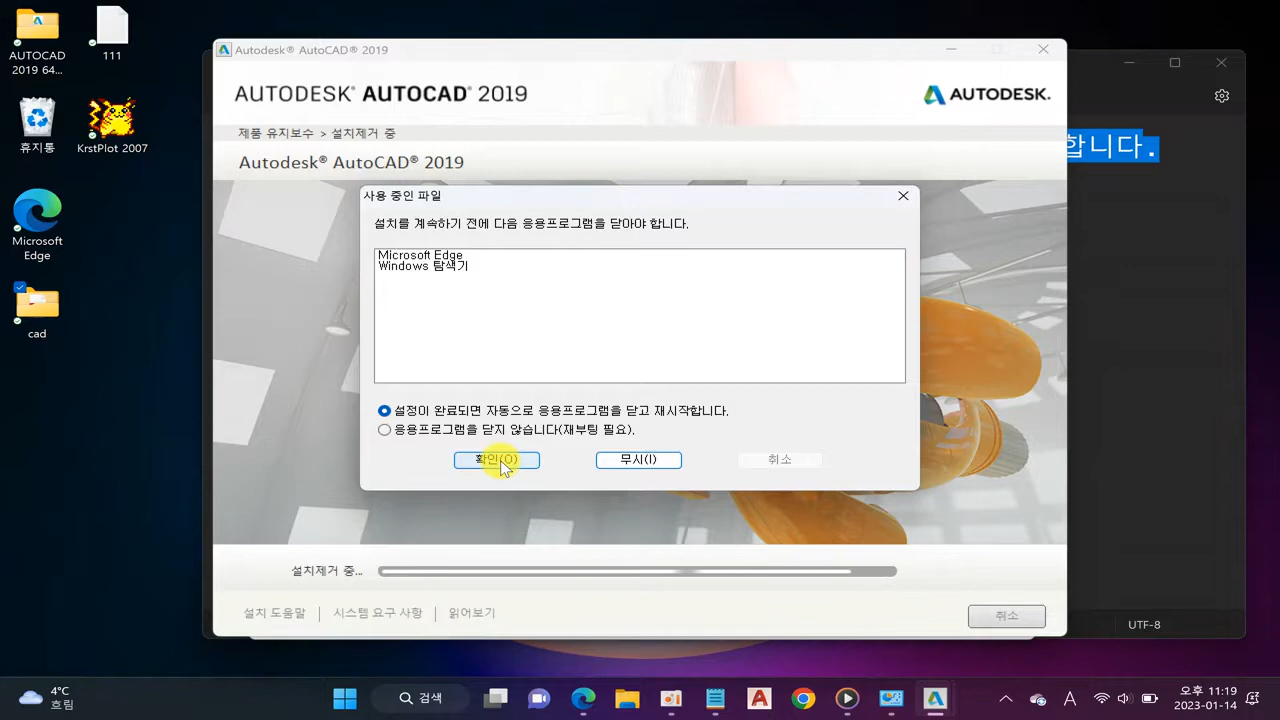 AUTOCAD
2019 64...
111
휴지통
KrstPlot 2007
Microsoft
Edge
cad
Autodesk® AutoCAD® 2019
AUTODESK® AUTOCAD® 2019
AUTODESK.
제품 유지보수 > 설치제거 중
Autodesk® AutoCAD® 2019
합니다.
사용 중인 파일
설치를 계속하기 전에 다음 응용프로그램을 닫아야 합니다.
Microsoft Edge
Windows 탐색기
설정이 완료되면 자동으로 응용프로그램을 닫고 재시작합니다.
응용프로그램을 닫지 않습니다(재부팅 필요).
확인(O)
무시(I)
취소
설치제거 중...
설치 도움말
시스템 요구 사항
읽어보기
취소
UTF-8
4°C
흐림
검색
A
오후 11:19
2023-01-14